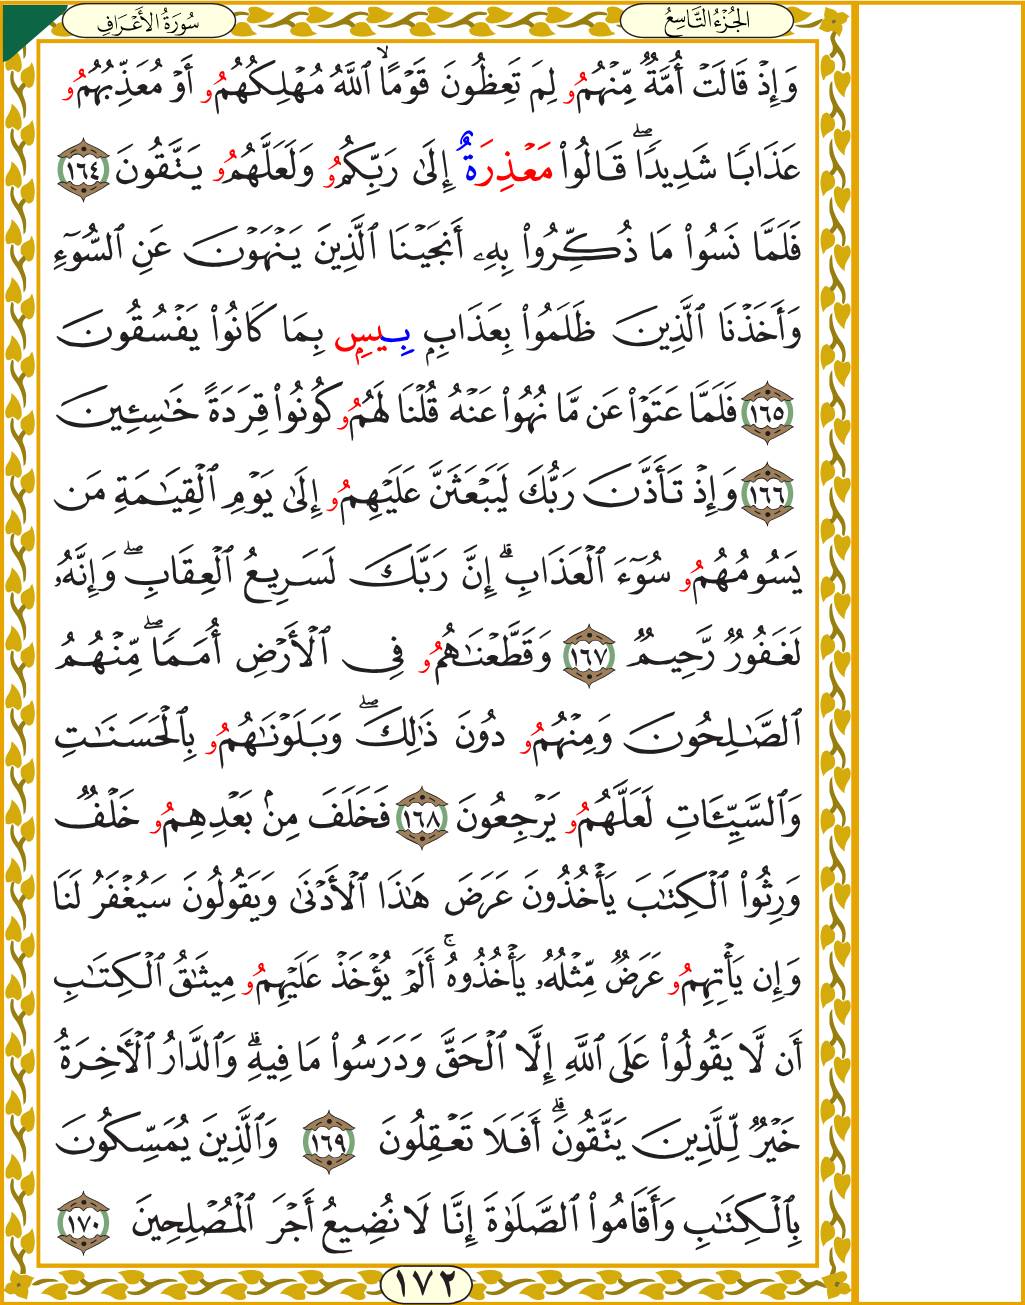 الجُزْءُ التَّاسِعُ
سُورَةُ الأَعْرَافِ
وَإِذْ قَالَتْ أُمَّةٌ مِّنْهُمُو لِمَ تَعِظُونَ قَوْمًاۙ ٱللَّهُ مُهْلِكُهُمُو أَوْ مُعَذِّبُهُمُو
عَذَابًا شَدِيدًاۖ قَالُوا۟ مَعْذِرَةٌ إِلَىٰ رَبِّكُمُو وَلَعَلَّهُمُو يَتَّقُونَ ١٦٤
فَلَمَّا نَسُوا۟ مَا ذُكِّرُوا۟ بِهِۦ أَنجَيْنَا ٱلَّذِينَ يَنْهَوْنَ عَنِ ٱلسُّوٓءِ
وَأَخَذْنَا ٱلَّذِينَ ظَلَمُوا۟ بِعَذَابٍ بِيسٍ بِمَا كَانُوا۟ يَفْسُقُونَ
١٦٥ فَلَمَّا عَتَوْا۟ عَن مَّا نُهُوا۟ عَنْهُ قُلْنَا لَهُمُو كُونُوا۟ قِرَدَةً خَـٰسِـِٔينَ
١٦٦ وَإِذْ تَأَذَّنَ رَبُّكَ لَيَبْعَثَنَّ عَلَيْهِمُو إِلَىٰ يَوْمِ ٱلْقِيَـٰمَةِ مَن
يَسُومُهُمُو سُوٓءَ ٱلْعَذَابِۗ إِنَّ رَبَّكَ لَسَرِيعُ ٱلْعِقَابِۖ وَإِنَّهُۥ
لَغَفُورٌ رَّحِيمٌ ١٦٧ وَقَطَّعْنَـٰهُمُو فِى ٱلْأَرْضِ أُمَمًاۖ مِّنْهُمُ
ٱلصَّـٰلِحُونَ وَمِنْهُمُو دُونَ ذَٰلِكَۖ وَبَلَوْنَـٰهُمُو بِٱلْحَسَنَـٰتِ
وَٱلسَّيِّـَٔاتِ لَعَلَّهُمُو يَرْجِعُونَ ١٦٨ فَخَلَفَ مِنۢ بَعْدِهِمُو خَلْفٌ
وَرِثُوا۟ ٱلْكِتَـٰبَ يَأْخُذُونَ عَرَضَ هَـٰذَا ٱلْأَدْنَىٰ وَيَقُولُونَ سَيُغْفَرُ لَنَا
وَإِن يَأْتِهِمُو عَرَضٌ مِّثْلُهُۥ يَأْخُذُوهُۚ أَلَمْ يُؤْخَذْ عَلَيْهِمُو مِيثَـٰقُ ٱلْكِتَـٰبِ
أَن لَّا يَقُولُوا۟ عَلَى ٱللَّهِ إِلَّا ٱلْحَقَّ وَدَرَسُوا۟ مَا فِيهِۗ وَٱلدَّارُ ٱلْـَٔاخِرَةُ
خَيْرٌ لِّلَّذِينَ يَتَّقُونَۗ أَفَلَا تَعْقِلُونَ ١٦٩ وَٱلَّذِينَ يُمَسِّكُونَ
بِٱلْكِتَـٰبِ وَأَقَامُوا۟ ٱلصَّلَوٰةَ إِنَّا لَا نُضِيعُ أَجْرَ ٱلْمُصْلِحِينَ ١٧٠
١٧٢